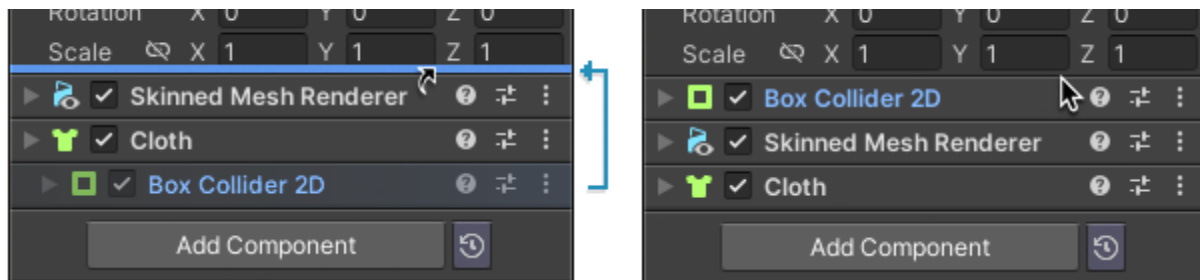 Rotation X 0 Y 0 Z 0
Scale X 1 Y 1 Z 1
Skinned Mesh Renderer
Cloth
Box Collider 2D
Add Component
Rotation X 0 Y 0 Z 0
Scale X 1 Y 1 Z 1
Box Collider 2D
Skinned Mesh Renderer
Cloth
Add Component